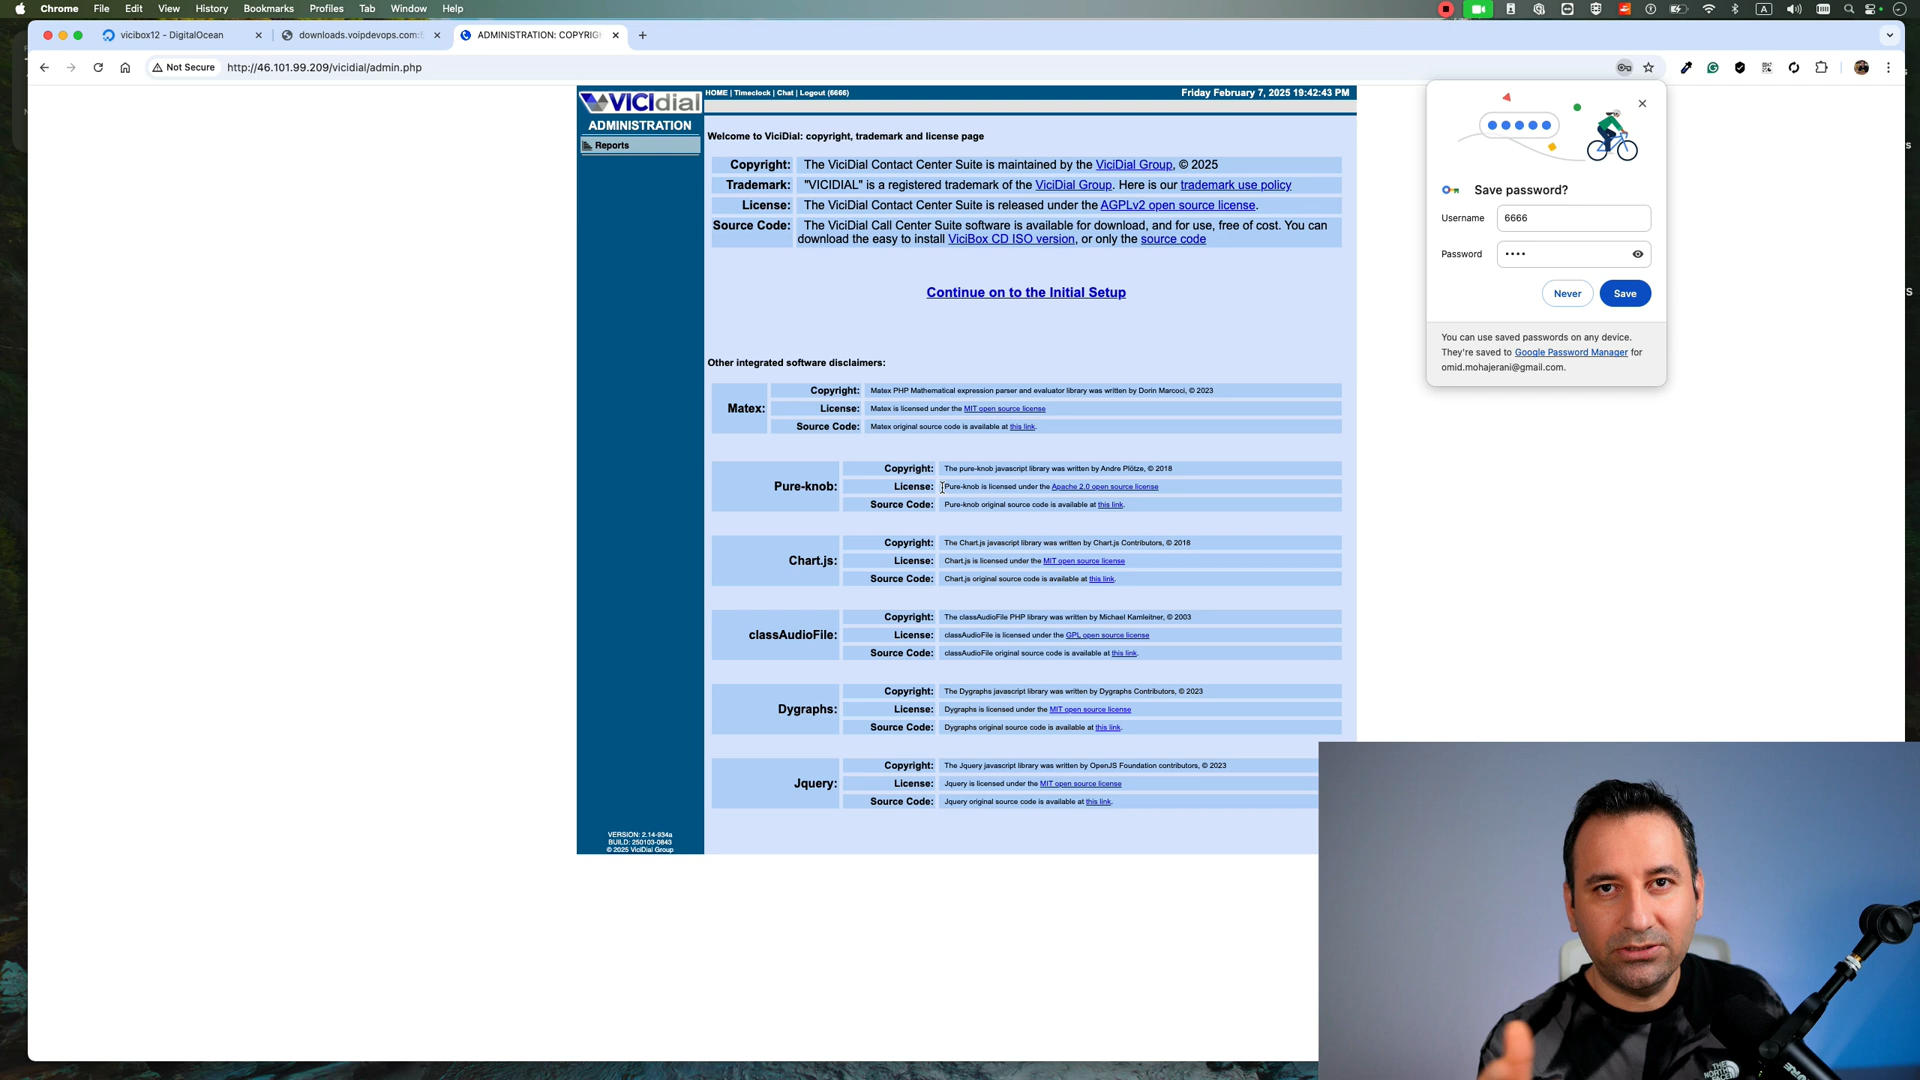 Chrome File Edit View History Bookmarks Profiles Tab Window Help
vicibox12 - DigitalOcean
downloads.voipdevops.com:
ADMINISTRATION: COPYRIG
Not Secure http://46.101.99.209/vicidial/admin.php
VICIdial
HOME | Timeclock | Chat | Logout (6666)
Friday February 7, 2025 19:42:43 PM
ADMINISTRATION
Reports
Welcome to ViciDial: copyright, trademark and license page
Copyright: The ViciDial Contact Center Suite is maintained by the ViciDial Group, © 2025
Trademark: "VICIDIAL" is a registered trademark of the ViciDial Group. Here is our trademark use policy
License: The ViciDial Contact Center Suite is released under the AGPLv2 open source license.
Source Code: The ViciDial Call Center Suite software is available for download, and for use, free of cost. You can
download the easy to install ViciBox CD ISO version, or only the source code
Continue on to the Initial Setup
Other integrated software disclaimers:
Matex:
Copyright: Matex PHP Mathematical expression parser and evaluator library was written by Dorin Marcoci, © 2023
License: Matex is licensed under the MIT open source license
Source Code: Matex original source code is available at this link.
Pure-knob:
Copyright: The pure-knob javascript library was written by Andre Plötze, © 2018
License: Pure-knob is licensed under the Apache 2.0 open source license
Source Code: Pure-knob original source code is available at this link.
Chart.js:
Copyright: The Chart.js javascript library was written by Chart.js Contributors, © 2018
License: Chart.js is licensed under the MIT open source license
Source Code: Chart.js original source code is available at this link.
classAudioFile:
Copyright: The classAudioFile PHP library was written by Michael Kamleitner, © 2003
License: classAudioFile is licensed under the GPL open source license
Source Code: classAudioFile original source code is available at this link.
Dygraphs:
Copyright: The Dygraphs javascript library was written by Dygraphs Contributors, © 2023
License: Dygraphs is licensed under the MIT open source license
Source Code: Dygraphs original source code is available at this link.
Jquery:
Copyright: The Jquery javascript library was written by OpenJS Foundation contributors, © 2023
License: Jquery is licensed under the MIT open source license
Source Code: Jquery original source code is available at this link.
VERSION: 2.14-934a
BUILD: 250103-0843
© 2025 ViciDial Group
Save password?
Username 6666
Password ••••
Never Save
You can use saved passwords on any device.
They're saved to Google Password Manager for
omid.mohajerani@gmail.com.
THE
NORTH
FACE